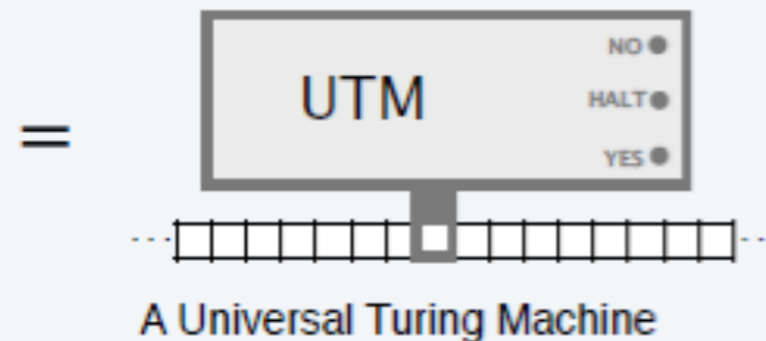 NO
UTM
HALT
YES
=
A Universal Turing Machine